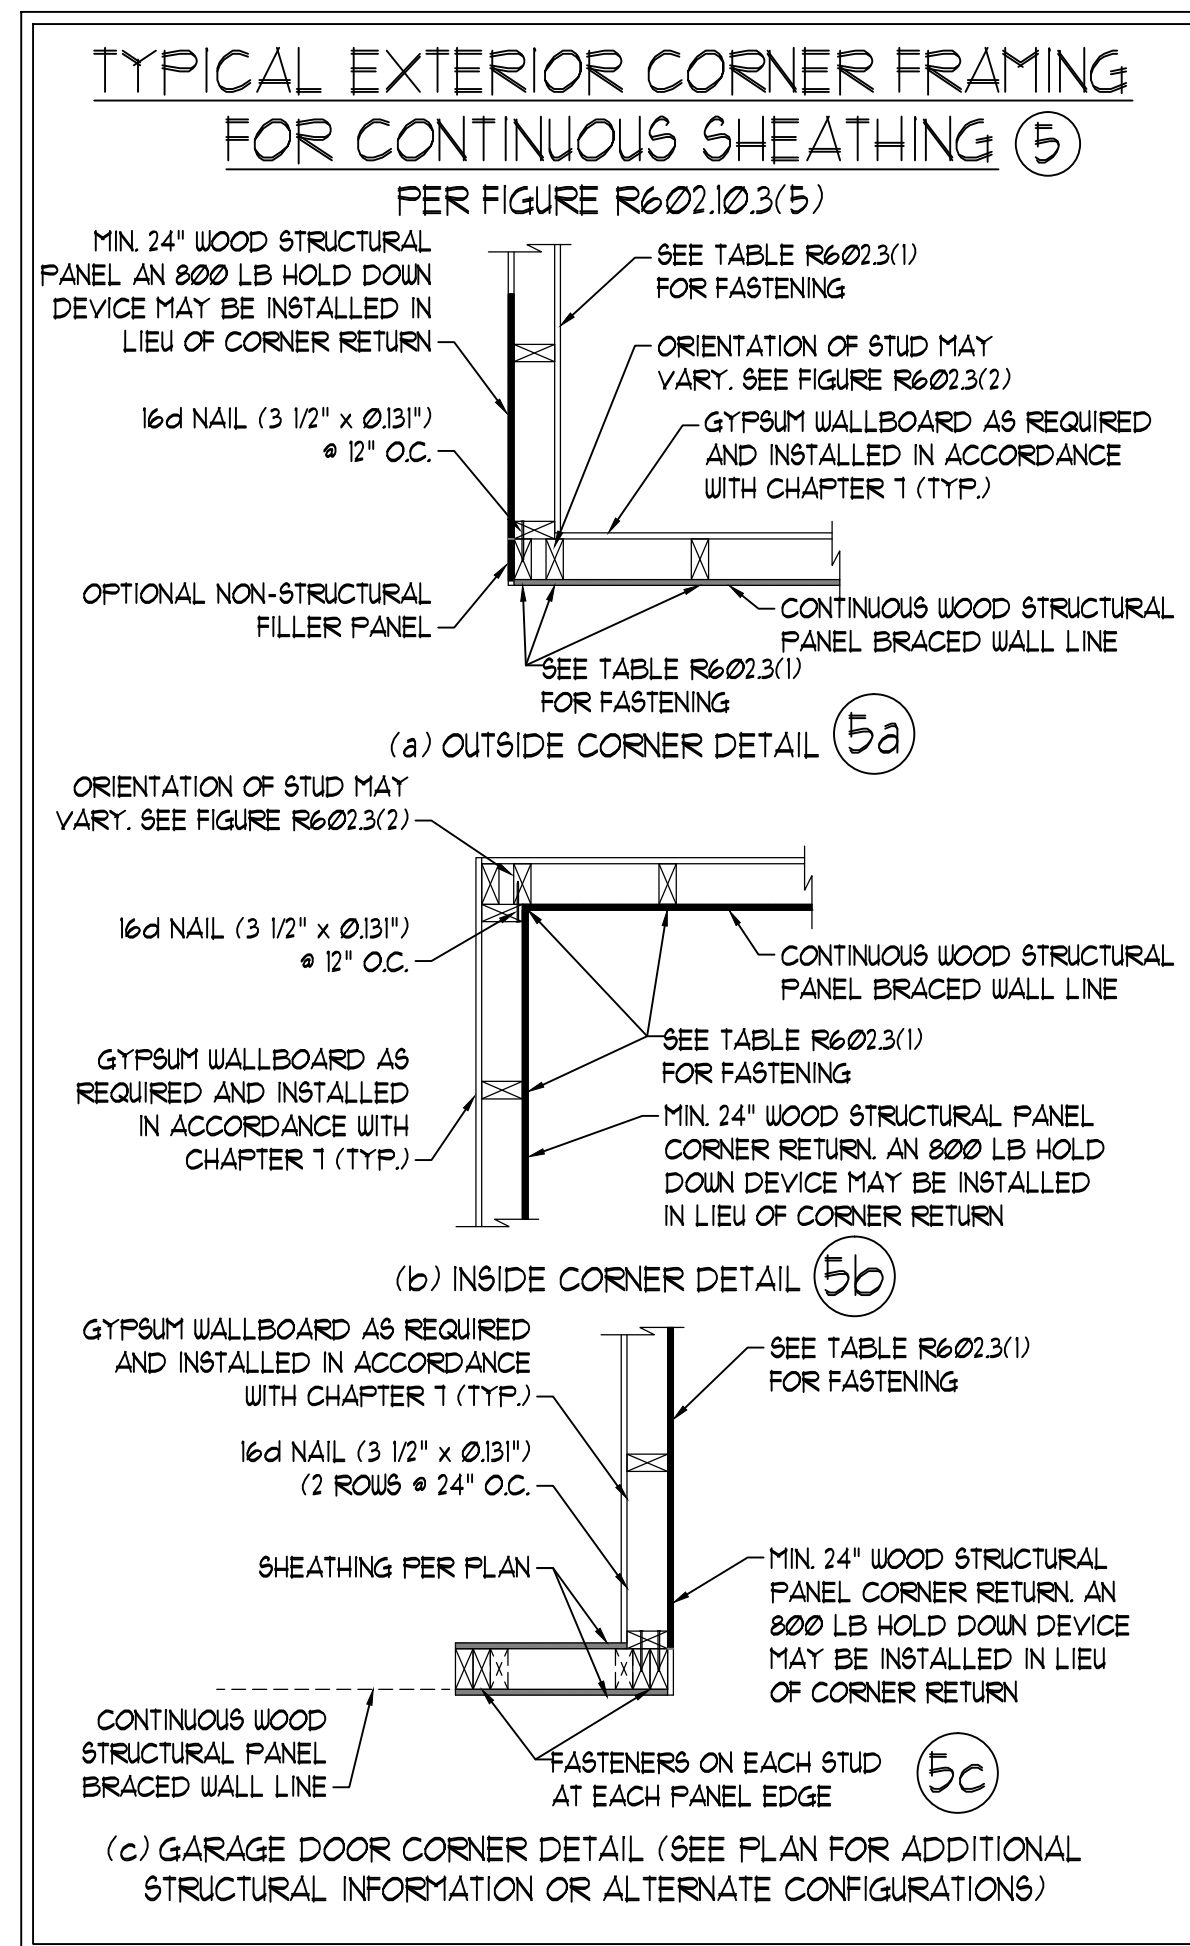 TYPICAL EXTERIOR CORNER FRAMING
FOR CONTINUOUS SHEATHING 5
PER FIGURE R602.10.3(5)
MIN. 24" WOOD STRUCTURAL
PANEL AN 800 LB HOLD DOWN
DEVICE MAY BE INSTALLED IN
LIEU OF CORNER RETURN
SEE TABLE R602.3(1)
FOR FASTENING
ORIENTATION OF STUD MAY
VARY. SEE FIGURE R602.3(2)
16d NAIL (3 1/2" x 0.131")
@ 12" O.C.
GYPSUM WALLBOARD AS REQUIRED
AND INSTALLED IN ACCORDANCE
WITH CHAPTER 7 (TYP.)
OPTIONAL NON-STRUCTURAL
FILLER PANEL
CONTINUOUS WOOD STRUCTURAL
PANEL BRACED WALL LINE
SEE TABLE R602.3(1)
FOR FASTENING
(a) OUTSIDE CORNER DETAIL 5a
ORIENTATION OF STUD MAY
VARY. SEE FIGURE R602.3(2)
16d NAIL (3 1/2" x 0.131")
@ 12" O.C.
CONTINUOUS WOOD STRUCTURAL
PANEL BRACED WALL LINE
SEE TABLE R602.3(1)
FOR FASTENING
GYPSUM WALLBOARD AS
REQUIRED AND INSTALLED
IN ACCORDANCE WITH
CHAPTER 7 (TYP.)
MIN. 24" WOOD STRUCTURAL PANEL
CORNER RETURN. AN 800 LB HOLD
DOWN DEVICE MAY BE INSTALLED
IN LIEU OF CORNER RETURN
(b) INSIDE CORNER DETAIL 5b
GYPSUM WALLBOARD AS REQUIRED
AND INSTALLED IN ACCORDANCE
WITH CHAPTER 7 (TYP.)
SEE TABLE R602.3(1)
FOR FASTENING
16d NAIL (3 1/2" x 0.131")
(2 ROWS @ 24" O.C.
SHEATHING PER PLAN
MIN. 24" WOOD STRUCTURAL
PANEL CORNER RETURN. AN
800 LB HOLD DOWN DEVICE
MAY BE INSTALLED IN LIEU
OF CORNER RETURN
CONTINUOUS WOOD
STRUCTURAL PANEL
BRACED WALL LINE
FASTENERS ON EACH STUD
AT EACH PANEL EDGE
5c
(c) GARAGE DOOR CORNER DETAIL (SEE PLAN FOR ADDITIONAL
STRUCTURAL INFORMATION OR ALTERNATE CONFIGURATIONS)